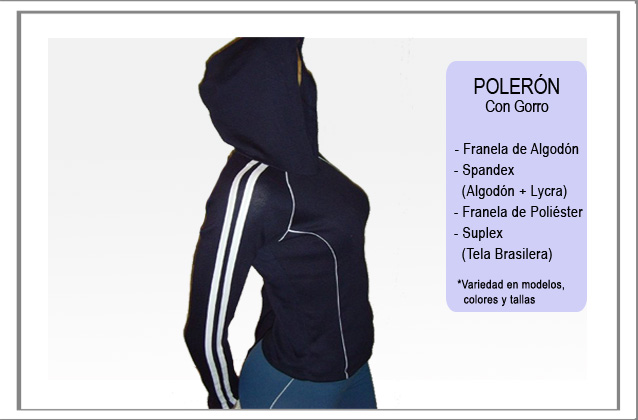 POLERÓN
Con Gorro
- Franela de Algodón
- Spandex
(Algodón + Lycra)
- Franela de Poliéster
- Suplex
(Tela Brasilera)
*Variedad en modelos,
colores y tallas